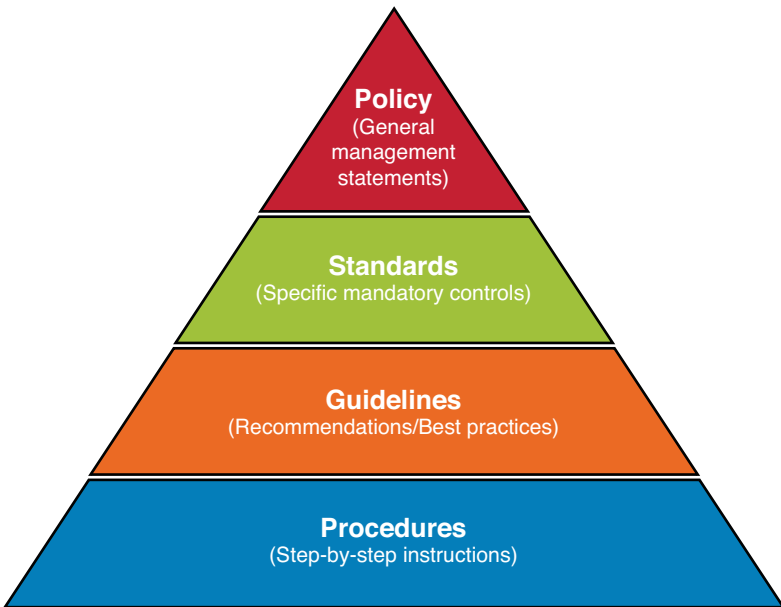 Policy
(General
management
statements)
Standards
(Specific mandatory controls)
Guidelines
(Recommendations/Best practices)
Procedures
(Step-by-step instructions)